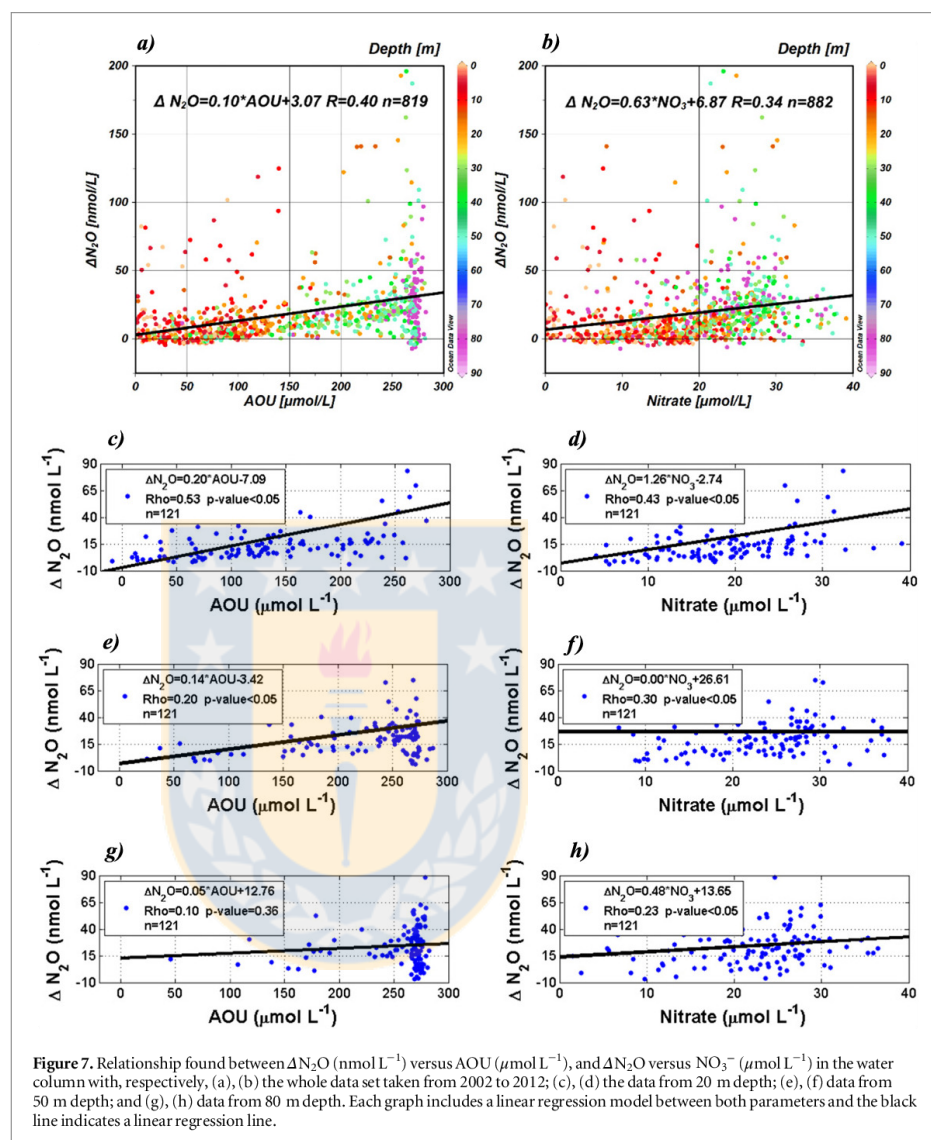 a)
Depth [m]
ΔN₂O [nmol/L]
200
150
100
50
0
Δ N₂O=0.10*AOU+3.07 R=0.40 n=819
0 50 100 150 200 250 300
AOU [μmol/L]
0
10
20
30
40
50
60
70
80
90
Ocean Data View
b)
Depth [m]
ΔN₂O [nmol/L]
200
150
100
50
0
Δ N₂O=0.63*NO₃+6.87 R=0.34 n=882
0 10 20 30 40
Nitrate [μmol/L]
0
10
20
30
40
50
60
70
80
90
Ocean Data View
c)
Δ N₂O (nmol L⁻¹)
90
65
40
15
-10
ΔN₂O=0.20*AOU-7.09
Rho=0.53 p-value<0.05
n=121
0 50 100 150 200 250 300
AOU (μmol L⁻¹)
d)
Δ N₂O (nmol L⁻¹)
90
65
40
15
-10
ΔN₂O=1.26*NO₃-2.74
Rho=0.43 p-value<0.05
n=121
0 10 20 30 40
Nitrate (μmol L⁻¹)
e)
Δ N₂O (nmol L⁻¹)
90
65
40
15
-10
ΔN₂O=0.14*AOU-3.42
Rho=0.20 p-value<0.05
n=121
0 50 100 150 200 250 300
AOU (μmol L⁻¹)
f)
Δ N₂O (nmol L⁻¹)
90
65
40
15
-10
ΔN₂O=0.00*NO₃+26.61
Rho=0.30 p-value<0.05
n=121
0 10 20 30 40
Nitrate (μmol L⁻¹)
g)
Δ N₂O (nmol L⁻¹)
90
65
40
15
-10
ΔN₂O=0.05*AOU+12.76
Rho=0.10 p-value=0.36
n=121
0 50 100 150 200 250 300
AOU (μmol L⁻¹)
h)
Δ N₂O (nmol L⁻¹)
90
65
40
15
-10
ΔN₂O=0.48*NO₃+13.65
Rho=0.23 p-value<0.05
n=121
0 10 20 30 40
Nitrate (μmol L⁻¹)
Figure 7. Relationship found between ΔN₂O (nmol L⁻¹) versus AOU (μmol L⁻¹), and ΔN₂O versus NO₃⁻ (μmol L⁻¹) in the water
column with, respectively, (a), (b) the whole data set taken from 2002 to 2012; (c), (d) the data from 20 m depth; (e), (f) data from
50 m depth; and (g), (h) data from 80 m depth. Each graph includes a linear regression model between both parameters and the black
line indicates a linear regression line.